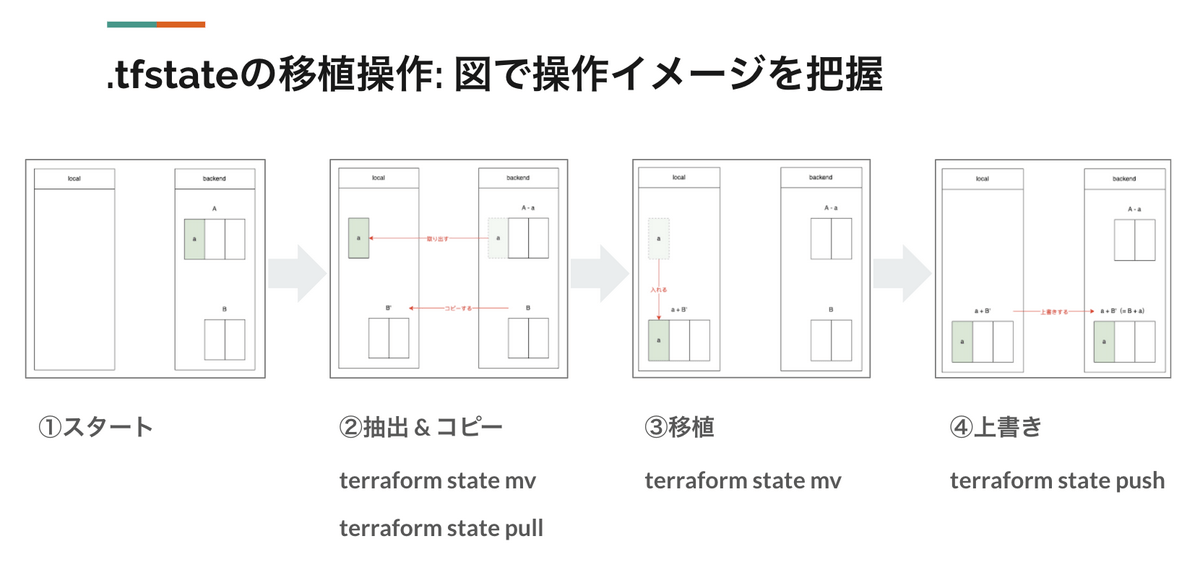 .tfstateの移植操作: 図で操作イメージを把握
local
backend
A
a
B
local
backend
A - a
a
取り出す
a
B'
コピーする
B
local
backend
A - a
a
入れる
a + B'
B
a
local
backend
A - a
a + B'
上書きする
a + B' (= B + a)
a
a
①スタート
②抽出 & コピー
③移植
④上書き
terraform state mv
terraform state mv
terraform state push
terraform state pull